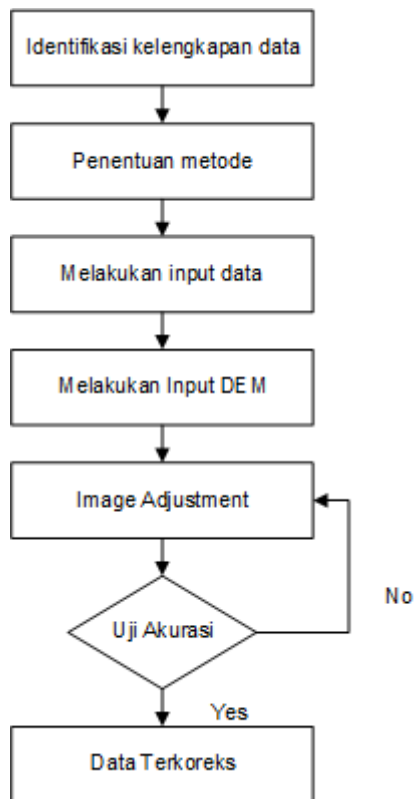 Identifikasi kelengkapan data
Penentuan metode
Melakukan input data
Melakukan Input DEM
Image Adjustment
No
Uji Akurasi
Yes
Data Terkoreks